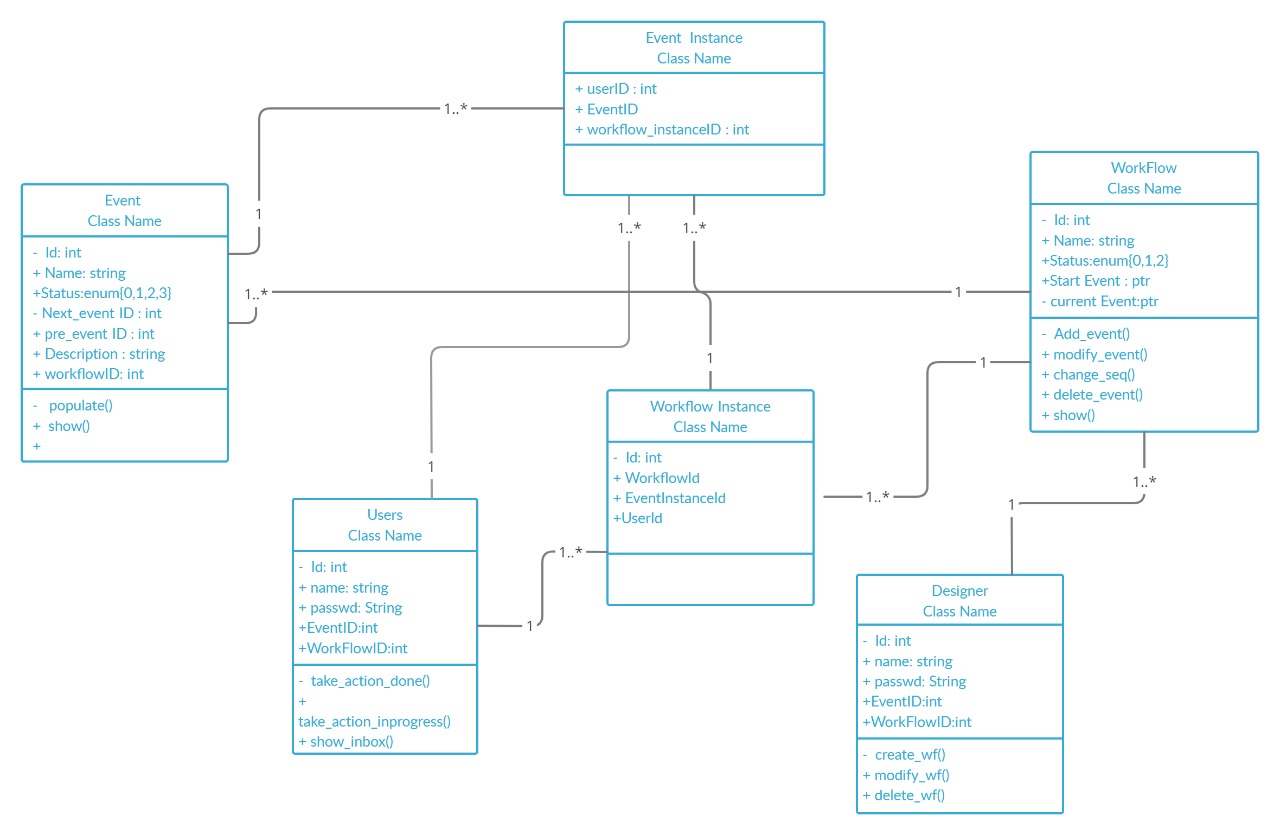 Event  Instance
Class Name
+ userID : int
+ EventID
+ workflow_instanceID : int
1..*
1
1..*
1..*
Event
Class Name
-  Id: int
+ Name: string
+Status:enum{0,1,2,3}
- Next_event ID : int
+ pre_event ID : int
+ Description : string
+ workflowID: int
-   populate()
+  show()
+
1..*
1
WorkFlow
Class Name
-  Id: int
+ Name: string
+Status:enum{0,1,2}
+Start Event : ptr
- current Event:ptr
-  Add_event()
+ modify_event()
+ change_seq()
+ delete_event()
+ show()
1
1
1
Workflow Instance
Class Name
-  Id: int
+ WorkflowId
+ EventInstanceId
+UserId
1..*
1..*
1
Users
Class Name
-  Id: int
+ name: string
+ passwd: String
+EventID:int
+WorkFlowID:int
-  take_action_done()
+
take_action_inprogress()
+ show_inbox()
1..*
1
Designer
Class Name
-  Id: int
+ name: string
+ passwd: String
+EventID:int
+WorkFlowID:int
-  create_wf()
+ modify_wf()
+ delete_wf()